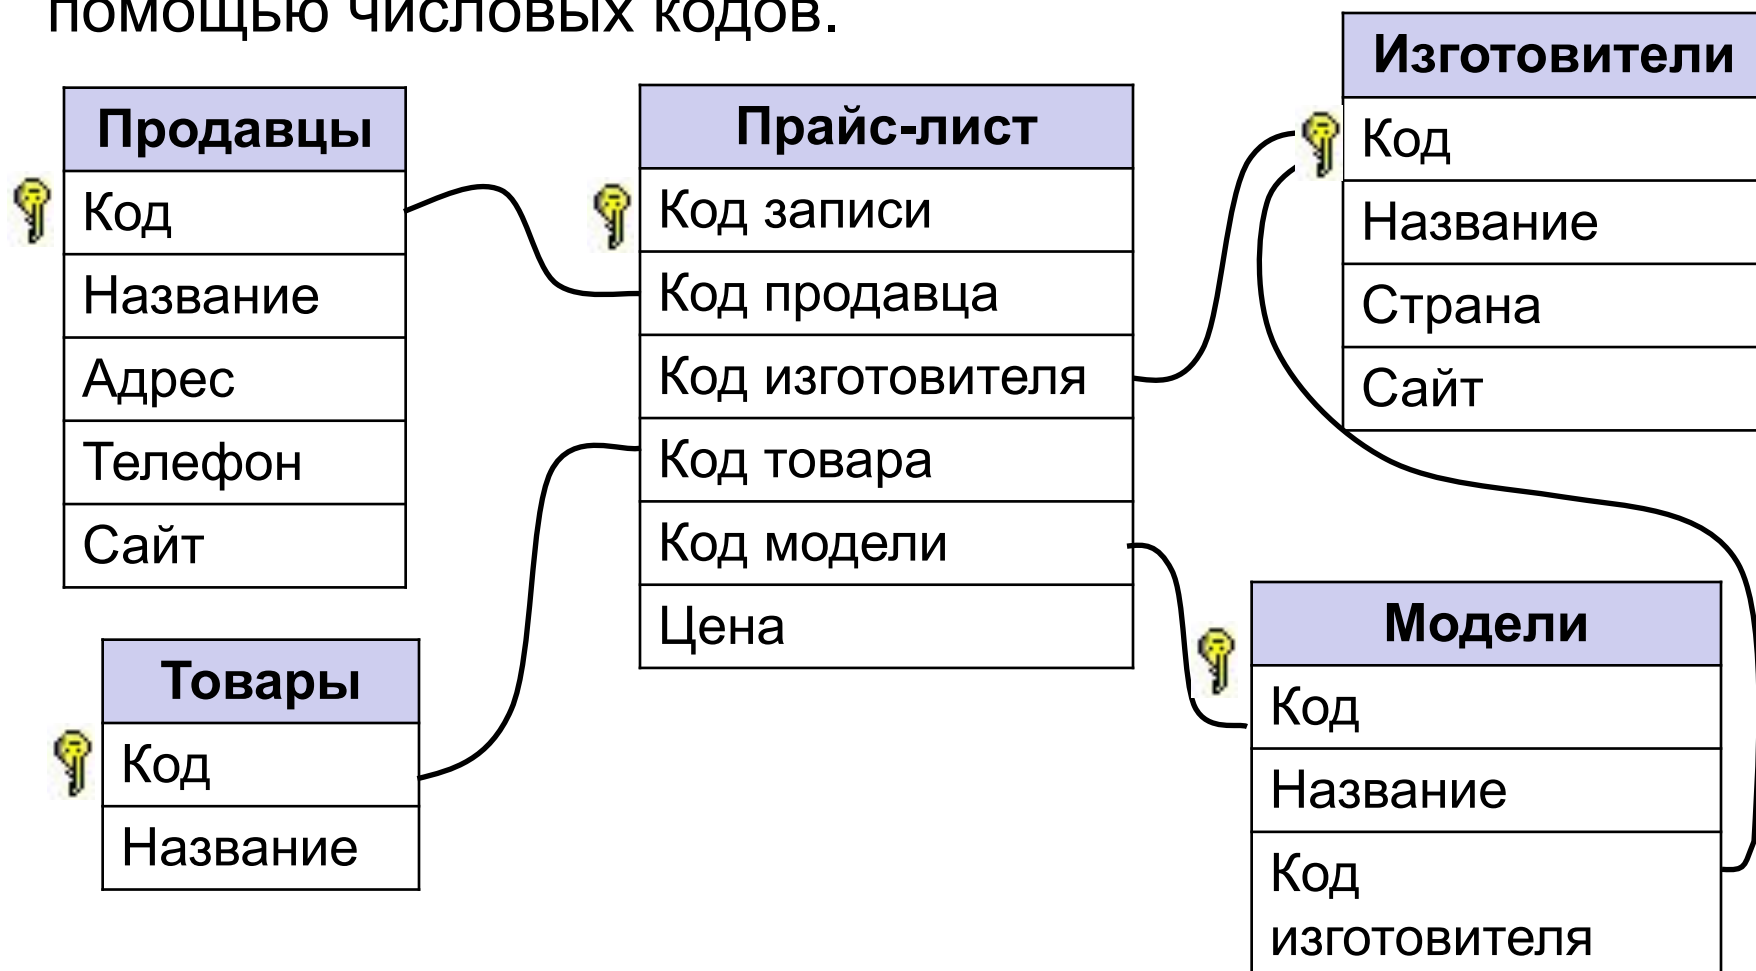 помощью числовых кодов.
Продавцы
Код
Название
Адрес
Телефон
Сайт
Товары
Код
Название
Прайс-лист
Код записи
Код продавца
Код изготовителя
Код товара
Код модели
Цена
Изготовители
Код
Название
Страна
Сайт
Модели
Код
Название
Код
изготовителя